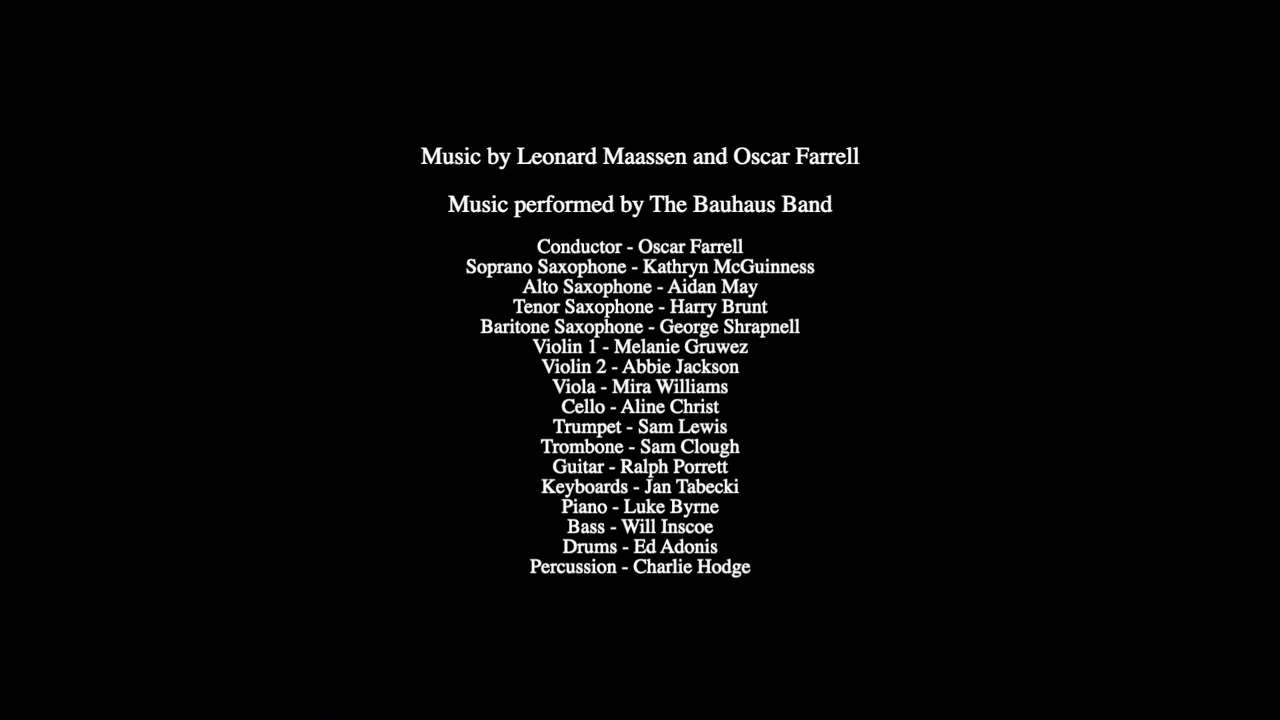 Music by Leonard Maassen and Oscar Farrell
Music performed by The Bauhaus Band
Conductor - Oscar Farrell
Soprano Saxophone - Kathryn McGuinness
Alto Saxophone - Aidan May
Tenor Saxophone - Harry Brunt
Baritone Saxophone - George Shrapnell
Violin 1 - Melanie Gruwez
Violin 2 - Abbie Jackson
Viola - Mira Williams
Cello - Aline Christ
Trumpet - Sam Lewis
Trombone - Sam Clough
Guitar - Ralph Porrett
Keyboards - Jan Tabecki
Piano - Luke Byrne
Bass - Will Inscoe
Drums - Ed Adonis
Percussion - Charlie Hodge